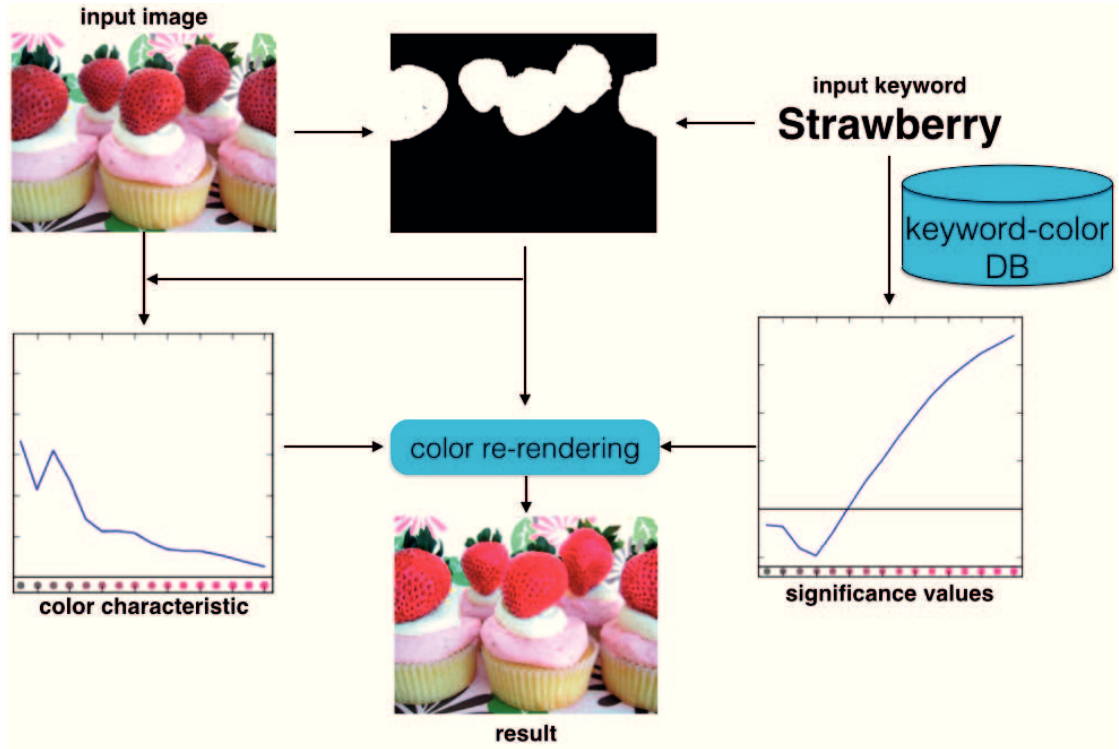 input image
input keyword
Strawberry
keyword-color
DB
color re-rendering
color characteristic
significance values
result